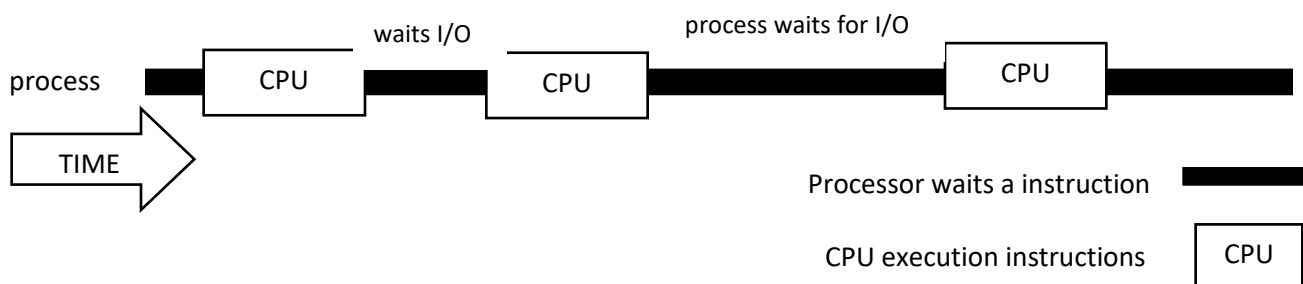 waits I/O
process waits for I/O
process
CPU
CPU
CPU
TIME
Processor waits a instruction
CPU execution instructions
CPU